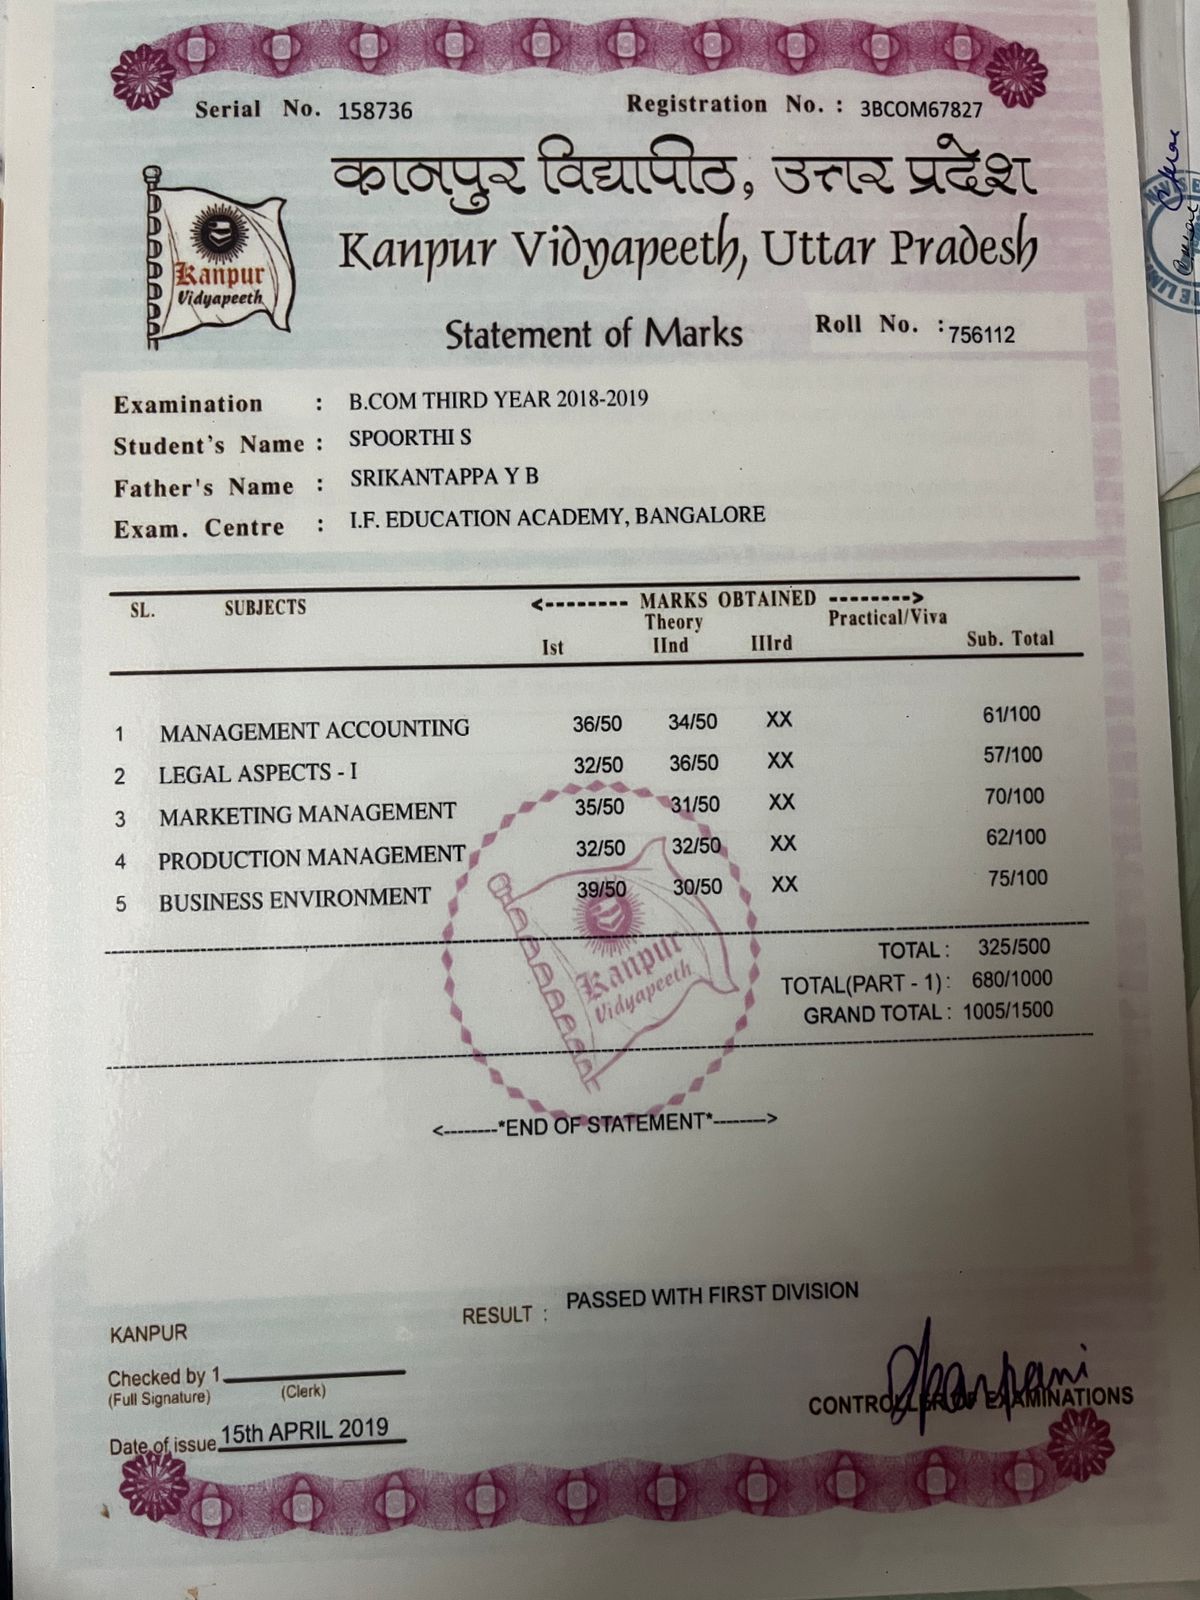 Serial No. 158736 Registration No. : 3BCOM67827
कानपुर विद्यापीठ, उत्तर प्रदेश
Kanpur Vidyapeeth, Uttar Pradesh
Kanpur
Vidyapeeth
Statement of Marks Roll No. : 756112
Examination : B.COM THIRD YEAR 2018-2019
Student's Name : SPOORTHI S
Father's Name : SRIKANTAPPA Y B
Exam. Centre : I.F. EDUCATION ACADEMY, BANGALORE
SL. SUBJECTS <-------- MARKS OBTAINED -------->
Theory Practical/Viva
Ist IInd IIIrd Sub. Total
1 MANAGEMENT ACCOUNTING 36/50 34/50 XX 61/100
2 LEGAL ASPECTS - I 32/50 36/50 XX 57/100
3 MARKETING MANAGEMENT 35/50 31/50 XX 70/100
4 PRODUCTION MANAGEMENT 32/50 32/50 XX 62/100
5 BUSINESS ENVIRONMENT 39/50 30/50 XX 75/100
TOTAL : 325/500
TOTAL(PART - 1) : 680/1000
GRAND TOTAL : 1005/1500
Kanpur
Vidyapeeth
<--------*END OF STATEMENT*-------->
RESULT : PASSED WITH FIRST DIVISION
KANPUR
Checked by 1
(Full Signature) (Clerk)
CONTROLLER OF EXAMINATIONS
Date of issue 15th APRIL 2019